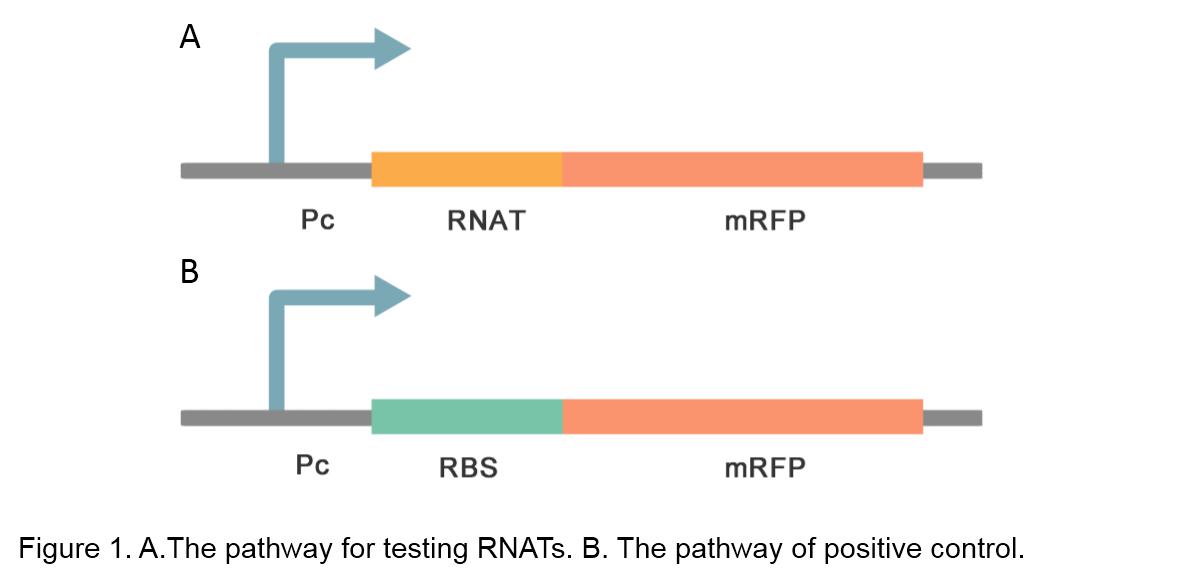 A
Pc RNAT mRFP
B
Pc RBS mRFP
Figure 1. A.The pathway for testing RNATs. B. The pathway of positive control.